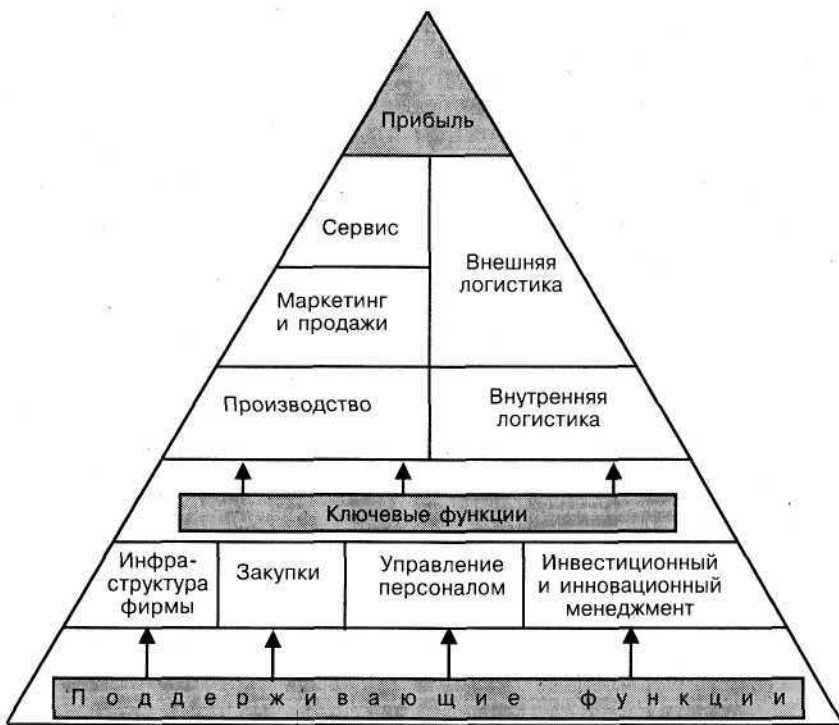 Прибыль
Сервис
Внешняя
логистика
Маркетинг
и продажи
Производство
Внутренняя
логистика
Ключевые функции
Инфра-
структура
фирмы
Закупки
Управление
персоналом
Инвестиционный
и инновационный
менеджмент
Поддерживающие функции